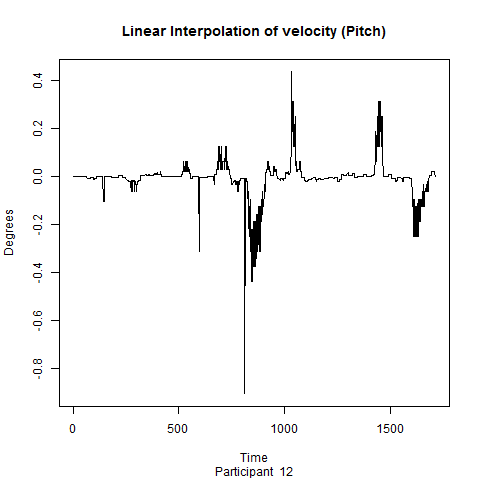 Linear Interpolation of velocity (Pitch)
0.4
0.2
0.0
-0.2
-0.4
-0.6
-0.8
Degrees
0 500 1000 1500
Time
Participant 12